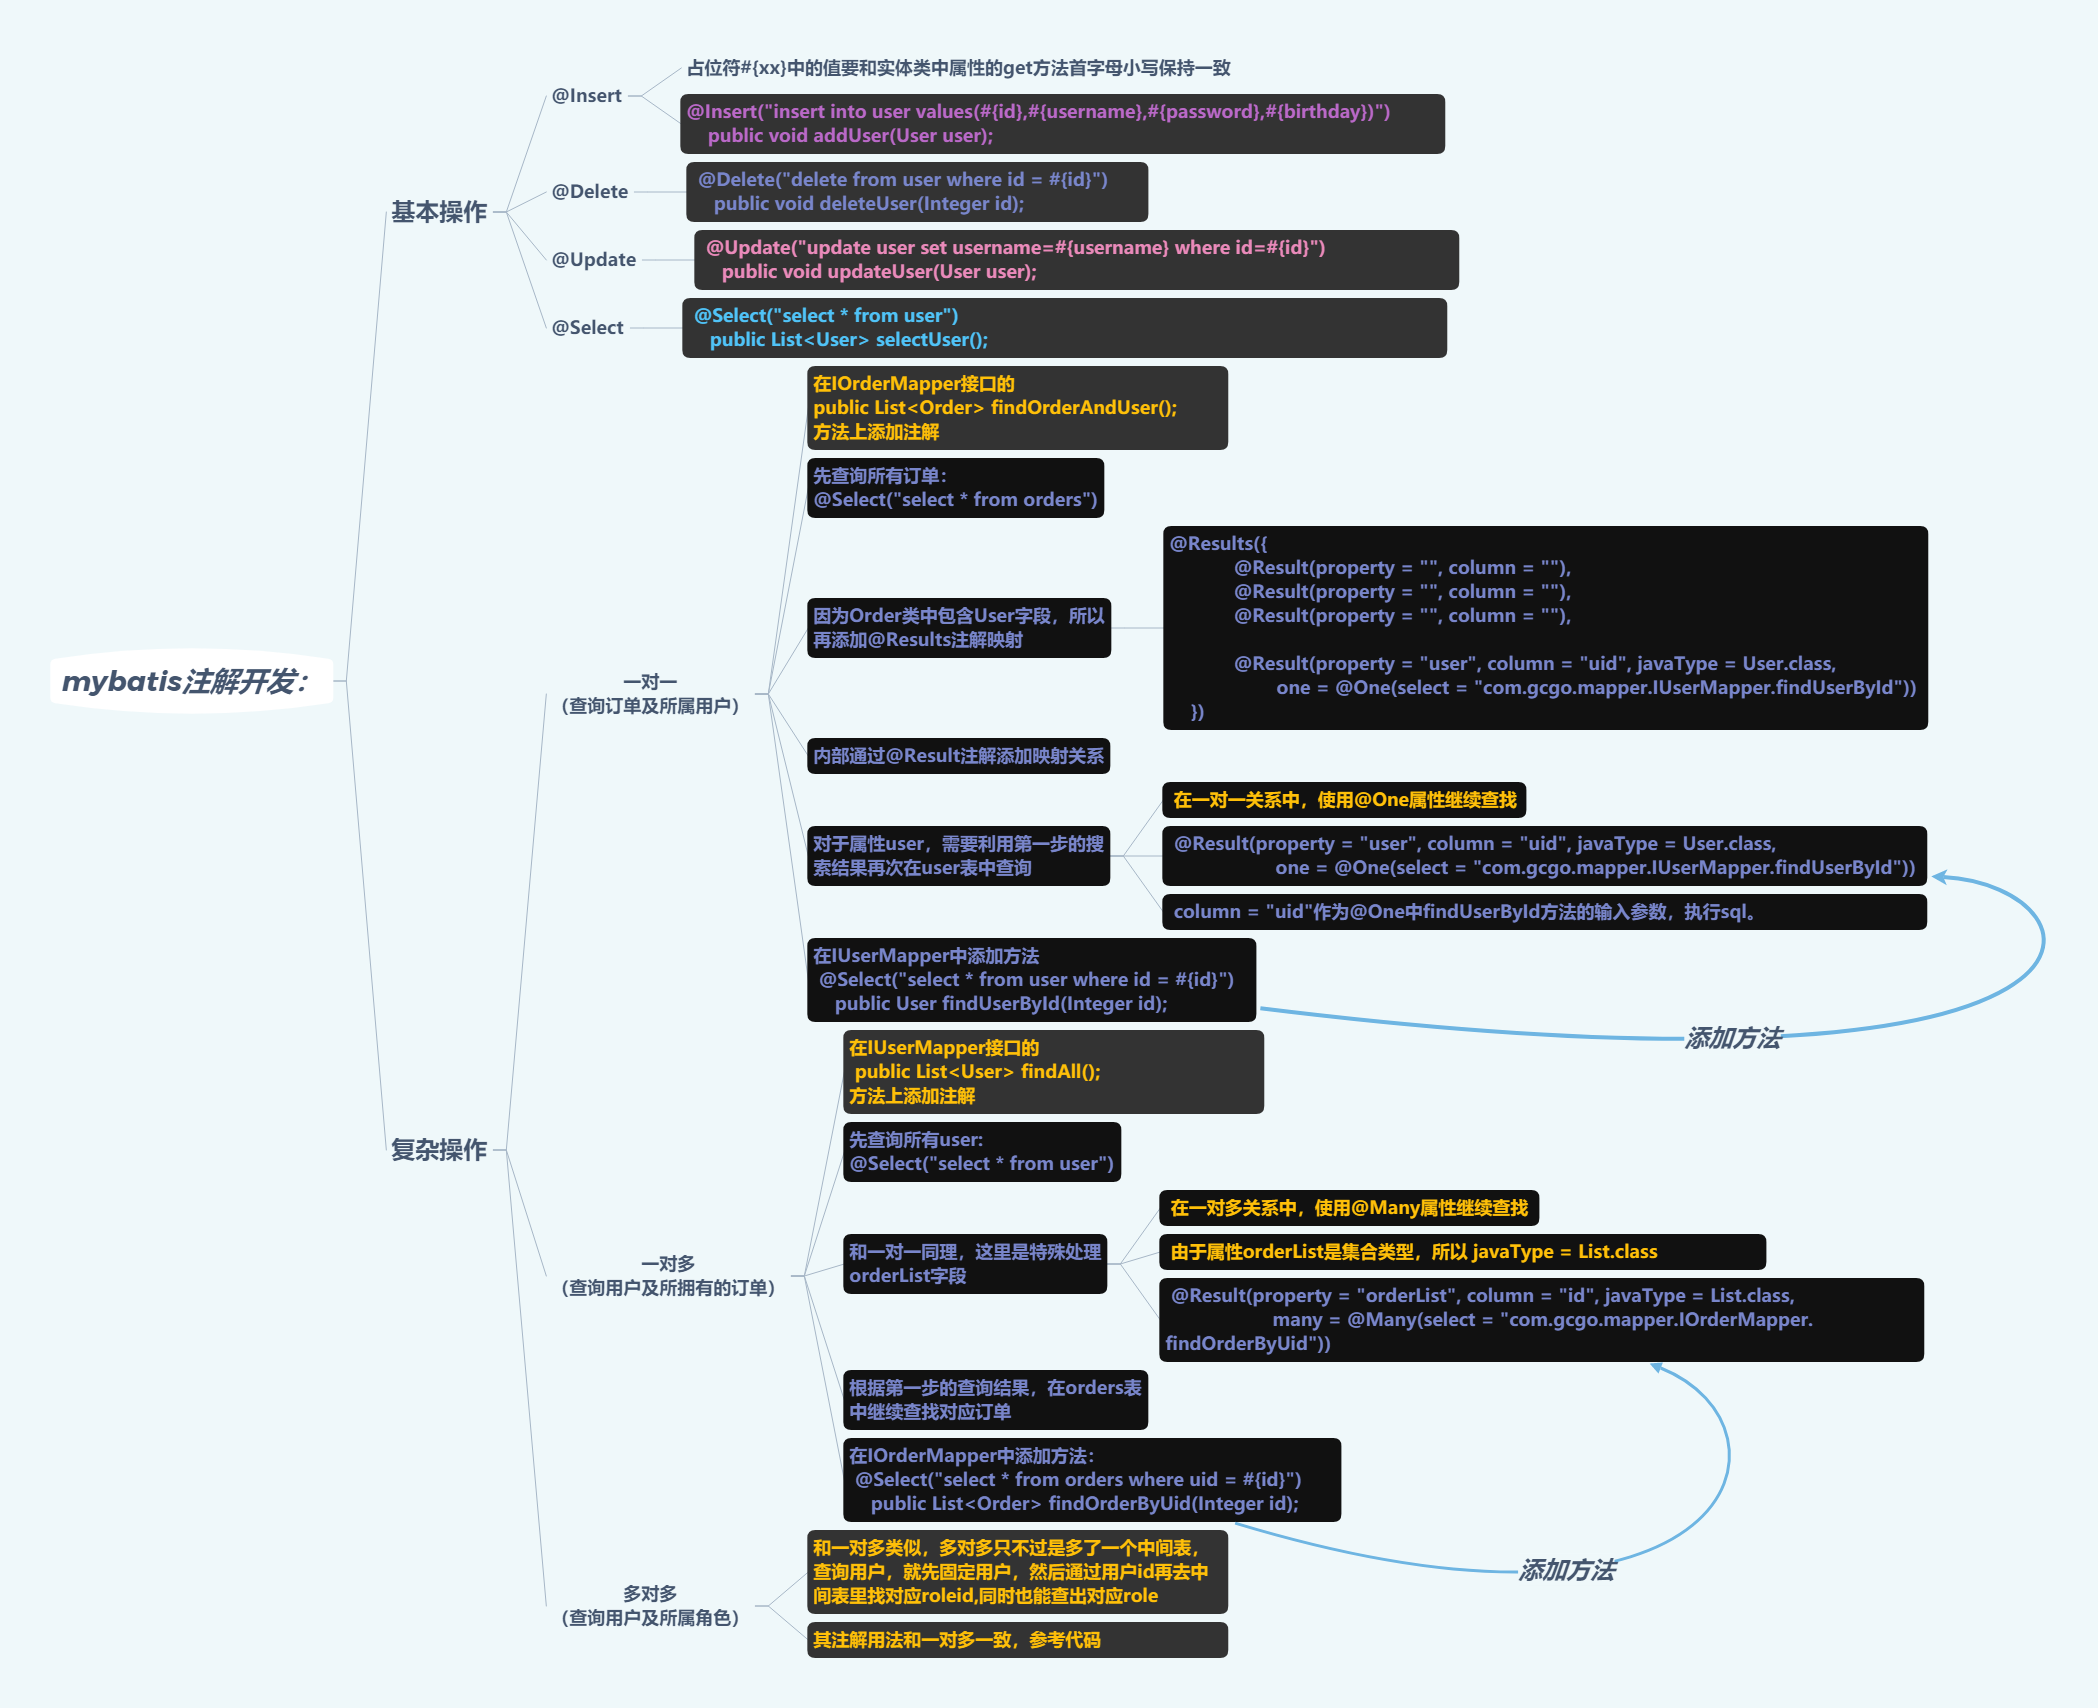 mybatis注解开发：
基本操作
@Insert
占位符#{xx}中的值要和实体类中属性的get方法首字母小写保持一致
@Insert("insert into user values(#{id},#{username},#{password},#{birthday})")
public void addUser(User user);
@Delete
@Delete("delete from user where id = #{id}")
public void deleteUser(Integer id);
@Update
@Update("update user set username=#{username} where id=#{id}")
public void updateUser(User user);
@Select
@Select("select * from user")
public List<User> selectUser();
复杂操作
一对一
（查询订单及所属用户）
在IOrderMapper接口的
public List<Order> findOrderAndUser();
方法上添加注解
先查询所有订单：
@Select("select * from orders")
因为Order类中包含User字段，所以
再添加@Results注解映射
@Results({
@Result(property = "", column = ""),
@Result(property = "", column = ""),
@Result(property = "", column = ""),
@Result(property = "user", column = "uid", javaType = User.class,
one = @One(select = "com.gcgo.mapper.IUserMapper.findUserById"))
})
内部通过@Result注解添加映射关系
对于属性user，需要利用第一步的搜
索结果再次在user表中查询
在一对一关系中，使用@One属性继续查找
@Result(property = "user", column = "uid", javaType = User.class,
one = @One(select = "com.gcgo.mapper.IUserMapper.findUserById"))
column = "uid"作为@One中findUserById方法的输入参数，执行sql。
在IUserMapper中添加方法
@Select("select * from user where id = #{id}")
public User findUserById(Integer id);
添加方法
一对多
（查询用户及所拥有的订单）
在IUserMapper接口的
public List<User> findAll();
方法上添加注解
先查询所有user:
@Select("select * from user")
和一对一同理，这里是特殊处理
orderList字段
在一对多关系中，使用@Many属性继续查找
由于属性orderList是集合类型，所以 javaType = List.class
@Result(property = "orderList", column = "id", javaType = List.class,
many = @Many(select = "com.gcgo.mapper.IOrderMapper.
findOrderByUid"))
根据第一步的查询结果，在orders表
中继续查找对应订单
在IOrderMapper中添加方法：
@Select("select * from orders where uid = #{id}")
public List<Order> findOrderByUid(Integer id);
添加方法
多对多
（查询用户及所属角色）
和一对多类似，多对多只不过是多了一个中间表，
查询用户，就先固定用户，然后通过用户id再去中
间表里找对应roleid,同时也能查出对应role
其注解用法和一对多一致，参考代码